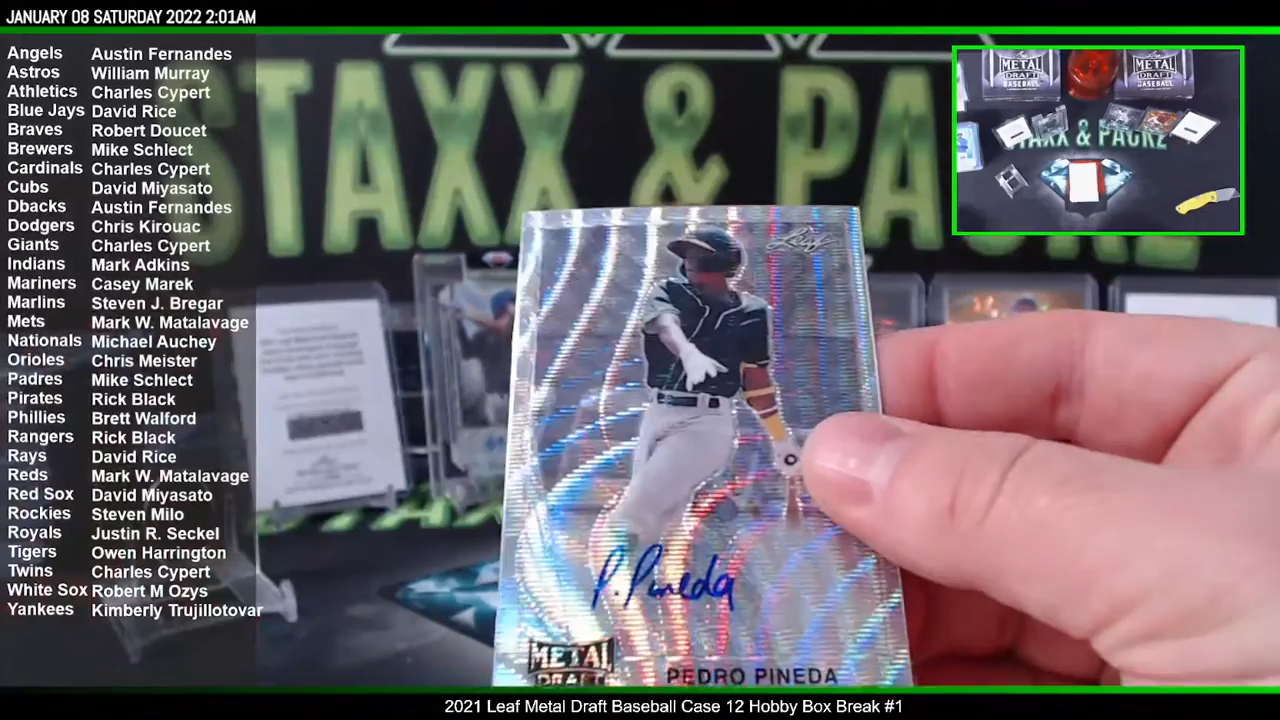 JANUARY 08 SATURDAY 2022 2:01AM
Angels Austin Fernandes
Astros William Murray
Athletics Charles Cypert
Blue Jays David Rice
Braves Robert Doucet
Brewers Mike Schlect
Cardinals Charles Cypert
Cubs David Miyasato
Dbacks Austin Fernandes
Dodgers Chris Kirouac
Giants Charles Cypert
Indians Mark Adkins
Mariners Casey Marek
Marlins Steven J. Bregar
Mets Mark W. Matalavage
Nationals Michael Auchey
Orioles Chris Meister
Padres Mike Schlect
Pirates Rick Black
Phillies Brett Walford
Rangers Rick Black
Rays David Rice
Reds Mark W. Matalavage
Red Sox David Miyasato
Rockies Steven Milo
Royals Justin R. Seckel
Tigers Owen Harrington
Twins Charles Cypert
White Sox Robert M Ozys
Yankees Kimberly Trujillotovar
STAXX & PACKZ
METAL DRAFT BASEBALL
METAL DRAFT BASEBALL
STAXX & PACKZ
Leaf
P. Pineda
METAL DRAFT
PEDRO PINEDA
2021 Leaf Metal Draft Baseball Case 12 Hobby Box Break #1